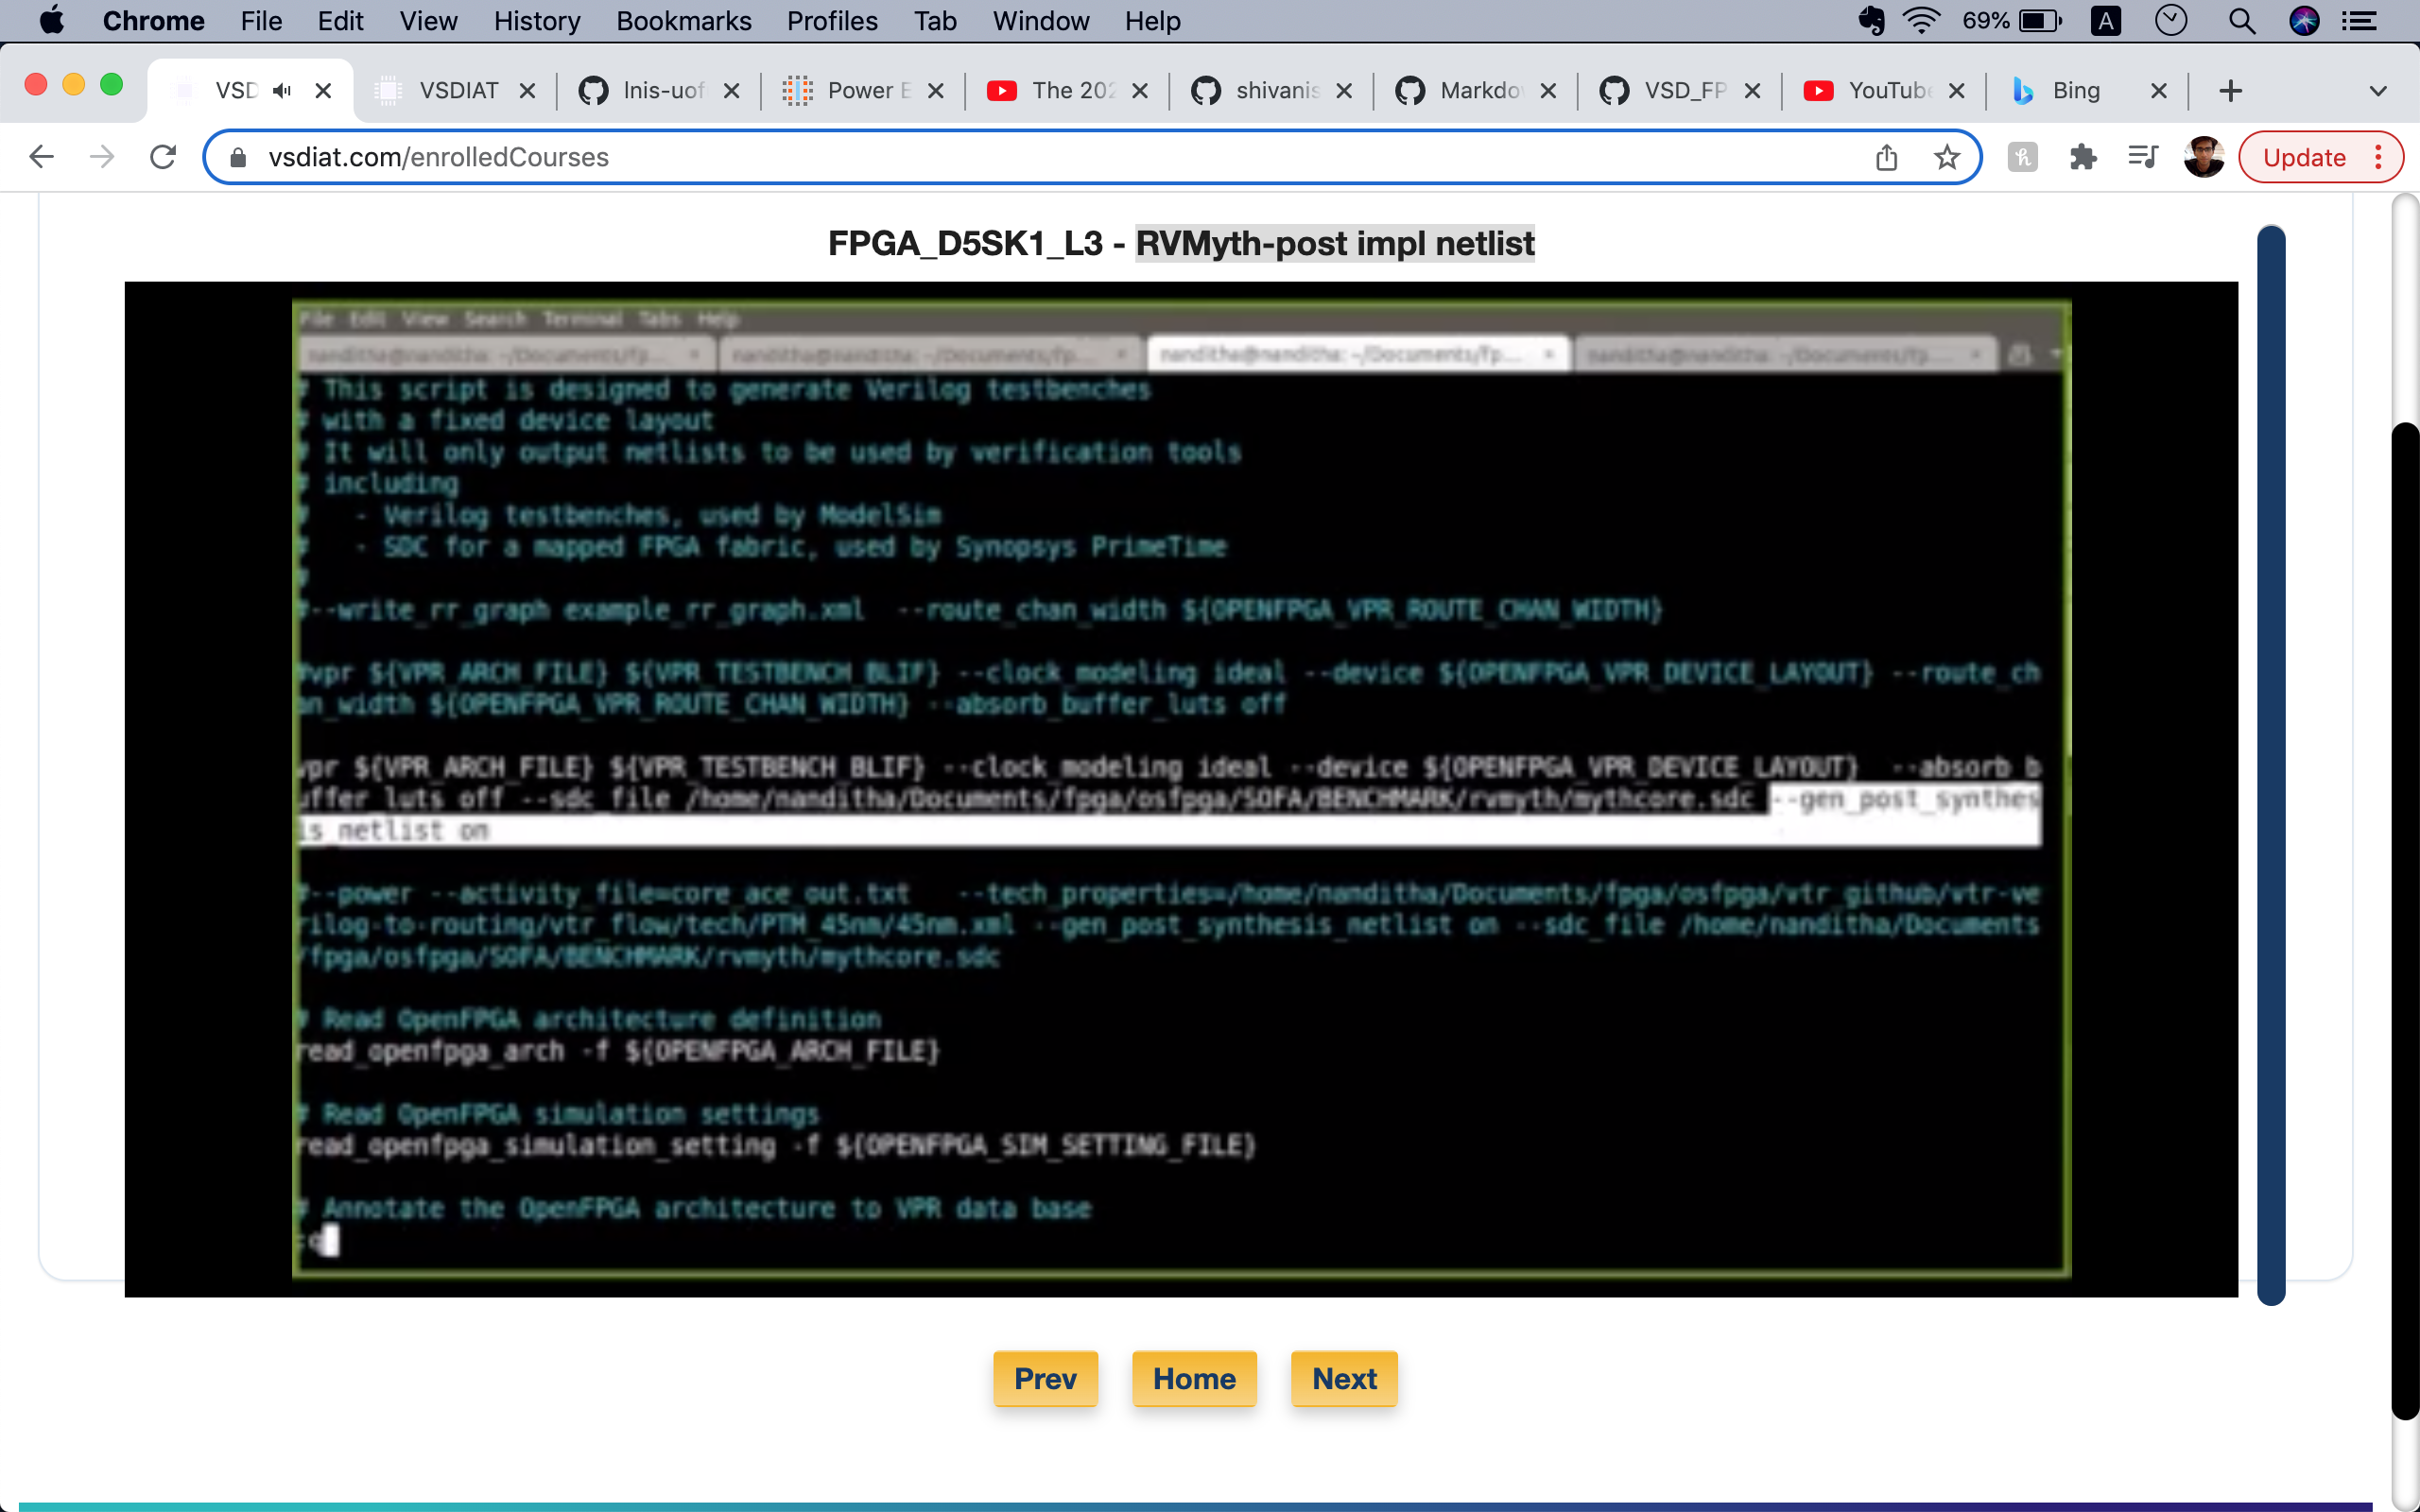 Chrome File Edit View History Bookmarks Profiles Tab Window Help 69% A
VSD VSDIAT lnis-uof Power E The 202 shivanis Markdo VSD_FP YouTube Bing
vsdiat.com/enrolledCourses Update
FPGA_D5SK1_L3 - RVMyth-post impl netlist
File Edit View Search Terminal Tabs Help
nanditha@nanditha: ~/Documents/fp... nanditha@nanditha: ~/Documents/fp... nanditha@nanditha: ~/Documents/fp... nanditha@nanditha: ~/Documents/fp...
# This script is designed to generate Verilog testbenches
# with a fixed device layout
# It will only output netlists to be used by verification tools
# including
# - Verilog testbenches, used by ModelSim
# - SDC for a mapped FPGA fabric, used by Synopsys PrimeTime
#
#--write_rr_graph example_rr_graph.xml --route_chan_width ${OPENFPGA_VPR_ROUTE_CHAN_WIDTH}
#vpr ${VPR_ARCH_FILE} ${VPR_TESTBENCH_BLIF} --clock_modeling ideal --device ${OPENFPGA_VPR_DEVICE_LAYOUT} --route_ch
an_width ${OPENFPGA_VPR_ROUTE_CHAN_WIDTH} --absorb_buffer_luts off
vpr ${VPR_ARCH_FILE} ${VPR_TESTBENCH_BLIF} --clock_modeling ideal --device ${OPENFPGA_VPR_DEVICE_LAYOUT} --absorb_b
uffer_luts off --sdc_file /home/nanditha/Documents/fpga/osfpga/SOFA/BENCHMARK/rvmyth/mythcore.sdc --gen_post_synthes
is_netlist on
#--power --activity_file=core_ace_out.txt --tech_properties=/home/nanditha/Documents/fpga/osfpga/vtr_github/vtr-ve
rilog-to-routing/vtr_flow/tech/PTM_45nm/45nm.xml --gen_post_synthesis_netlist on --sdc_file /home/nanditha/Documents
/fpga/osfpga/SOFA/BENCHMARK/rvmyth/mythcore.sdc
# Read OpenFPGA architecture definition
read_openfpga_arch -f ${OPENFPGA_ARCH_FILE}
# Read OpenFPGA simulation settings
read_openfpga_simulation_setting -f ${OPENFPGA_SIM_SETTING_FILE}
# Annotate the OpenFPGA architecture to VPR data base
:q
Prev Home Next